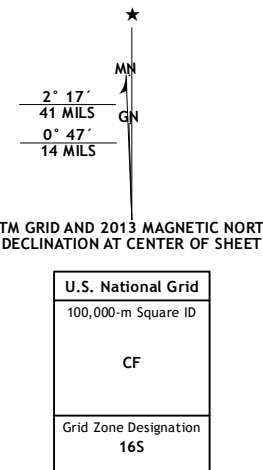 ★
MN
2° 17´
41 MILS
GN
0° 47´
14 MILS
TM GRID AND 2013 MAGNETIC NORT
DECLINATION AT CENTER OF SHEET
U.S. National Grid
100,000-m Square ID
CF
Grid Zone Designation
16S